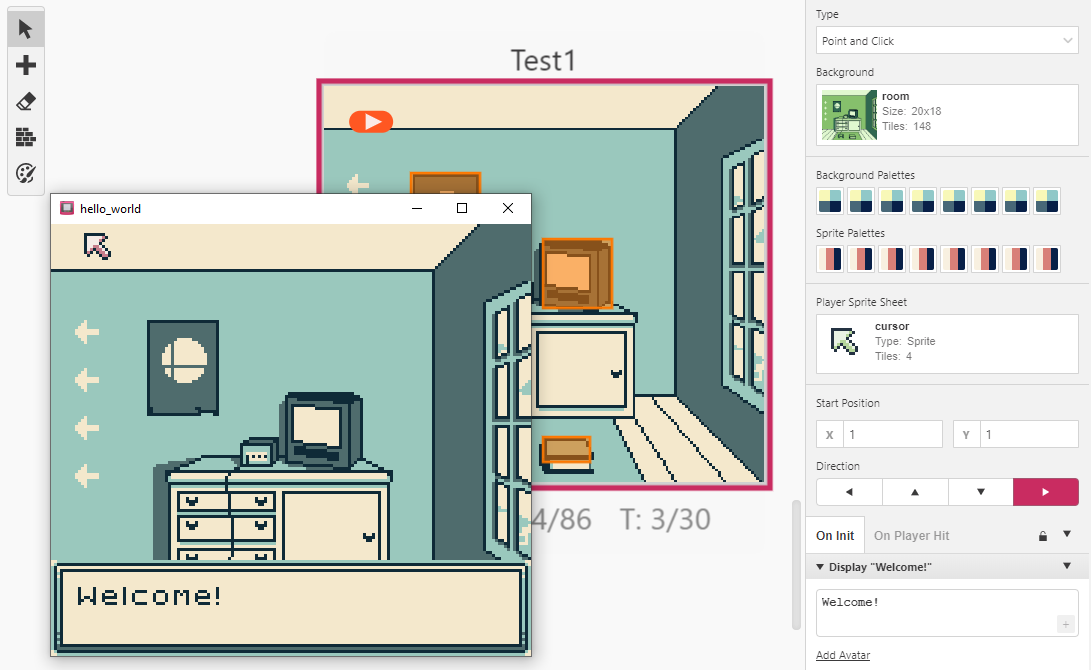 Test1
hello_world
Welcome!
4/86 T: 3/30
Type
Point and Click
Background
room
Size: 20x18
Tiles: 148
Background Palettes
Sprite Palettes
Player Sprite Sheet
cursor
Type: Sprite
Tiles: 4
Start Position
X 1 Y 1
Direction
On Init On Player Hit
Display "Welcome!"
Welcome!
Add Avatar